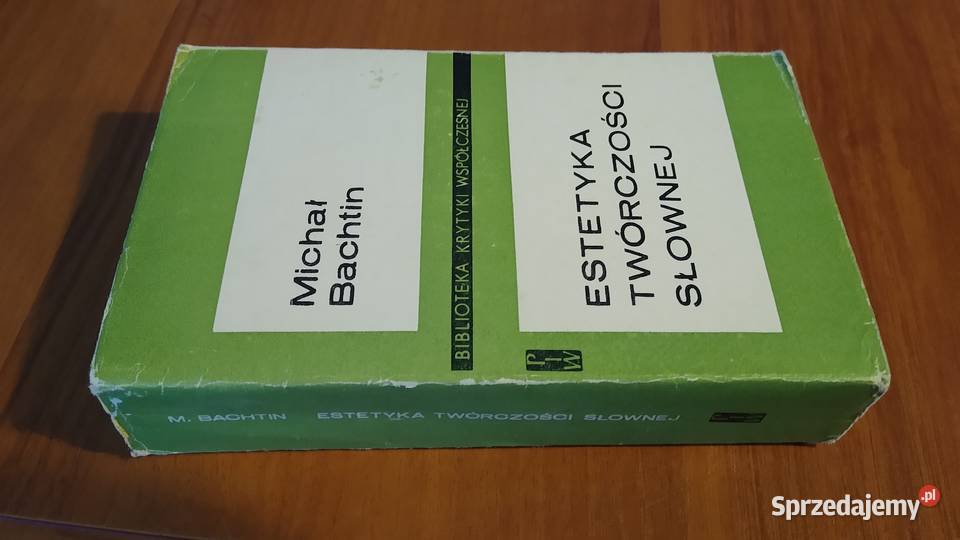 Michał
Bachtin
BIBLIOTEKA KRYTYKI WSPÓŁCZESNEJ
ESTETYKA
TWÓRCZOŚCI
SŁOWNEJ
PIW
M. BACHTIN ESTETYKA TWÓRCZOŚCI SŁOWNEJ
Sprzedajemy.pl